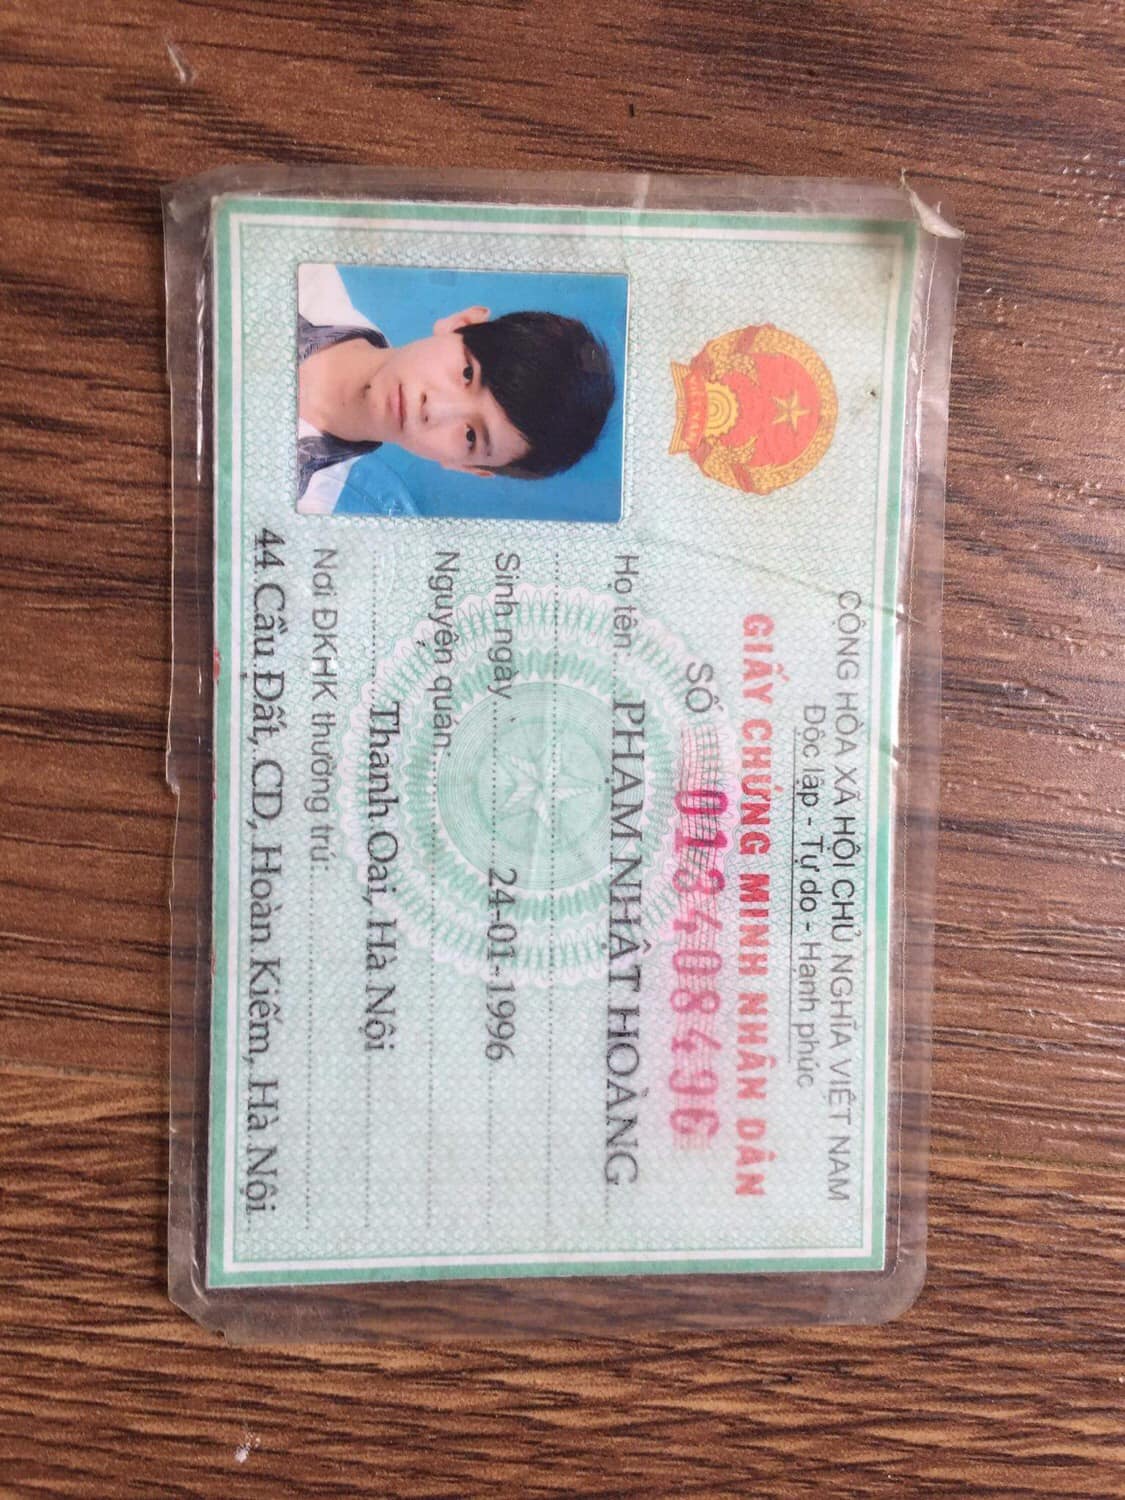 CỘNG HÒA XÃ HỘI CHỦ NGHĨA VIỆT NAM
Độc lập - Tự do - Hạnh phúc
GIẤY CHỨNG MINH NHÂN DÂN
SỐ 013408496
Họ tên PHẠM NHẬT HOÀNG
Sinh ngày 24-01-1996
Nguyên quán: Thanh Oai, Hà Nội
Nơi ĐKHK thường trú: 44 Cầu Đất, CD, Hoàn Kiếm, Hà Nội